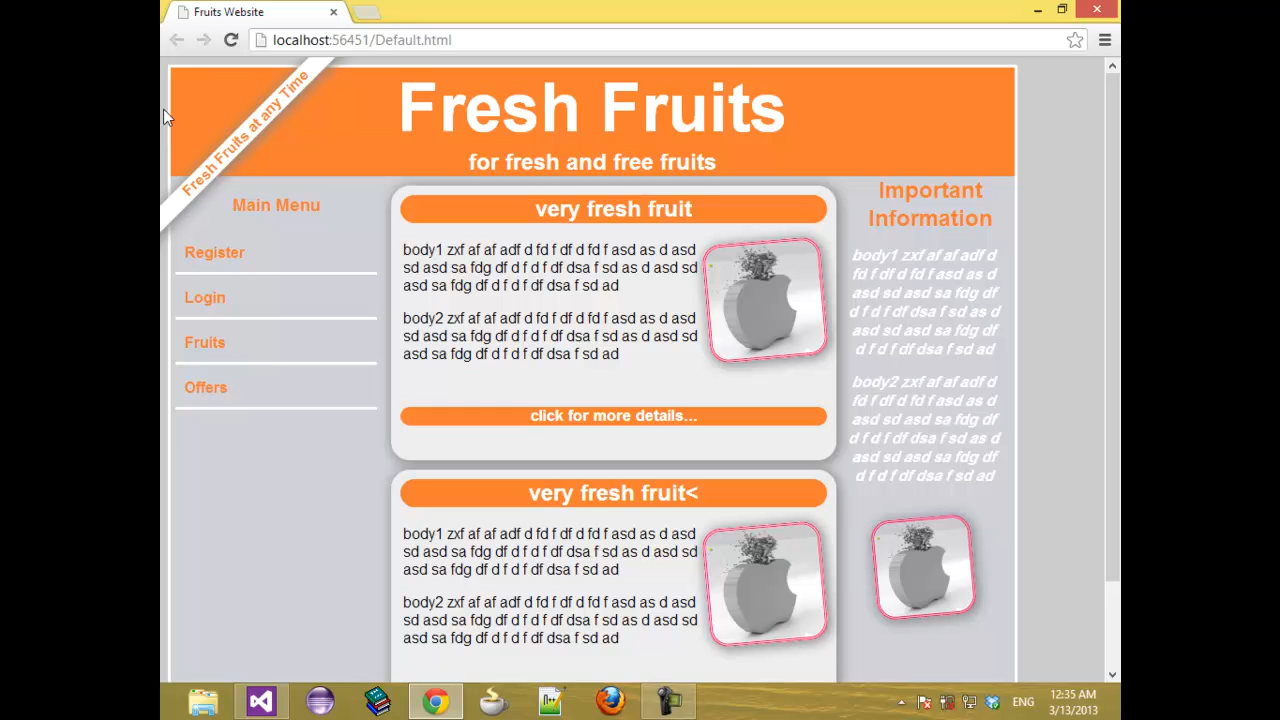 Fruits Website
localhost:56451/Default.html
Fresh Fruits at any Time
Fresh Fruits
for fresh and free fruits
Main Menu
Register
Login
Fruits
Offers
very fresh fruit
body1 zxf af af adf d fd f df d fd f asd as d asd
sd asd sa fdg df d f d f df dsa f sd as d asd sd
asd sa fdg df d f d f df dsa f sd ad
body2 zxf af af adf d fd f df d fd f asd as d asd
sd asd sa fdg df d f d f df dsa f sd as d asd sd
asd sa fdg df d f d f df dsa f sd ad
click for more details...
very fresh fruit<
body1 zxf af af adf d fd f df d fd f asd as d asd
sd asd sa fdg df d f d f df dsa f sd as d asd sd
asd sa fdg df d f d f df dsa f sd ad
body2 zxf af af adf d fd f df d fd f asd as d asd
sd asd sa fdg df d f d f df dsa f sd as d asd sd
asd sa fdg df d f d f df dsa f sd ad
Important
Information
body1 zxf af af adf d
fd f df d fd f asd as d
asd sd asd sa fdg df
d f d f df dsa f sd as d
asd sd asd sa fdg df
d f d f df dsa f sd ad
body2 zxf af af adf d
fd f df d fd f asd as d
asd sd asd sa fdg df
d f d f df dsa f sd as d
asd sd asd sa fdg df
d f d f df dsa f sd ad
ENG
12:35 AM
3/13/2013